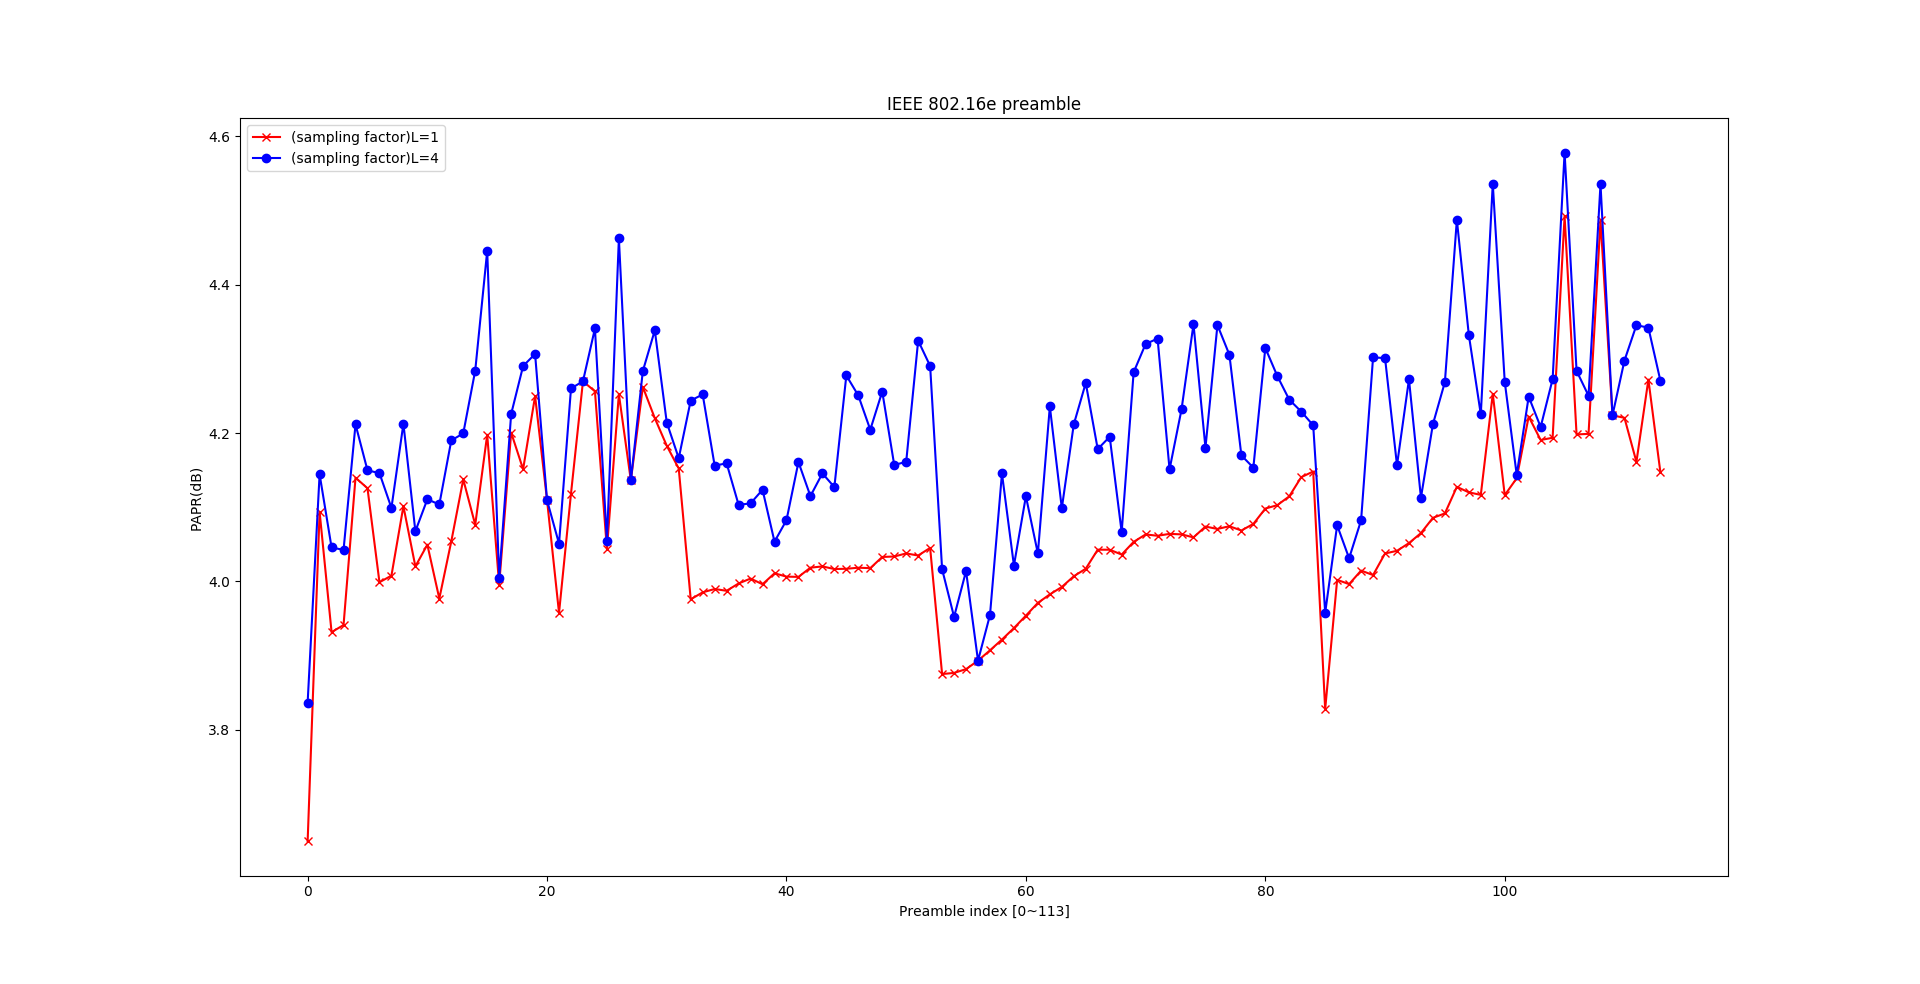 IEEE 802.16e preamble
(sampling factor)L=1
(sampling factor)L=4
4.6
4.4
4.2
4.0
3.8
PAPR(dB)
0 20 40 60 80 100
Preamble index [0~113]